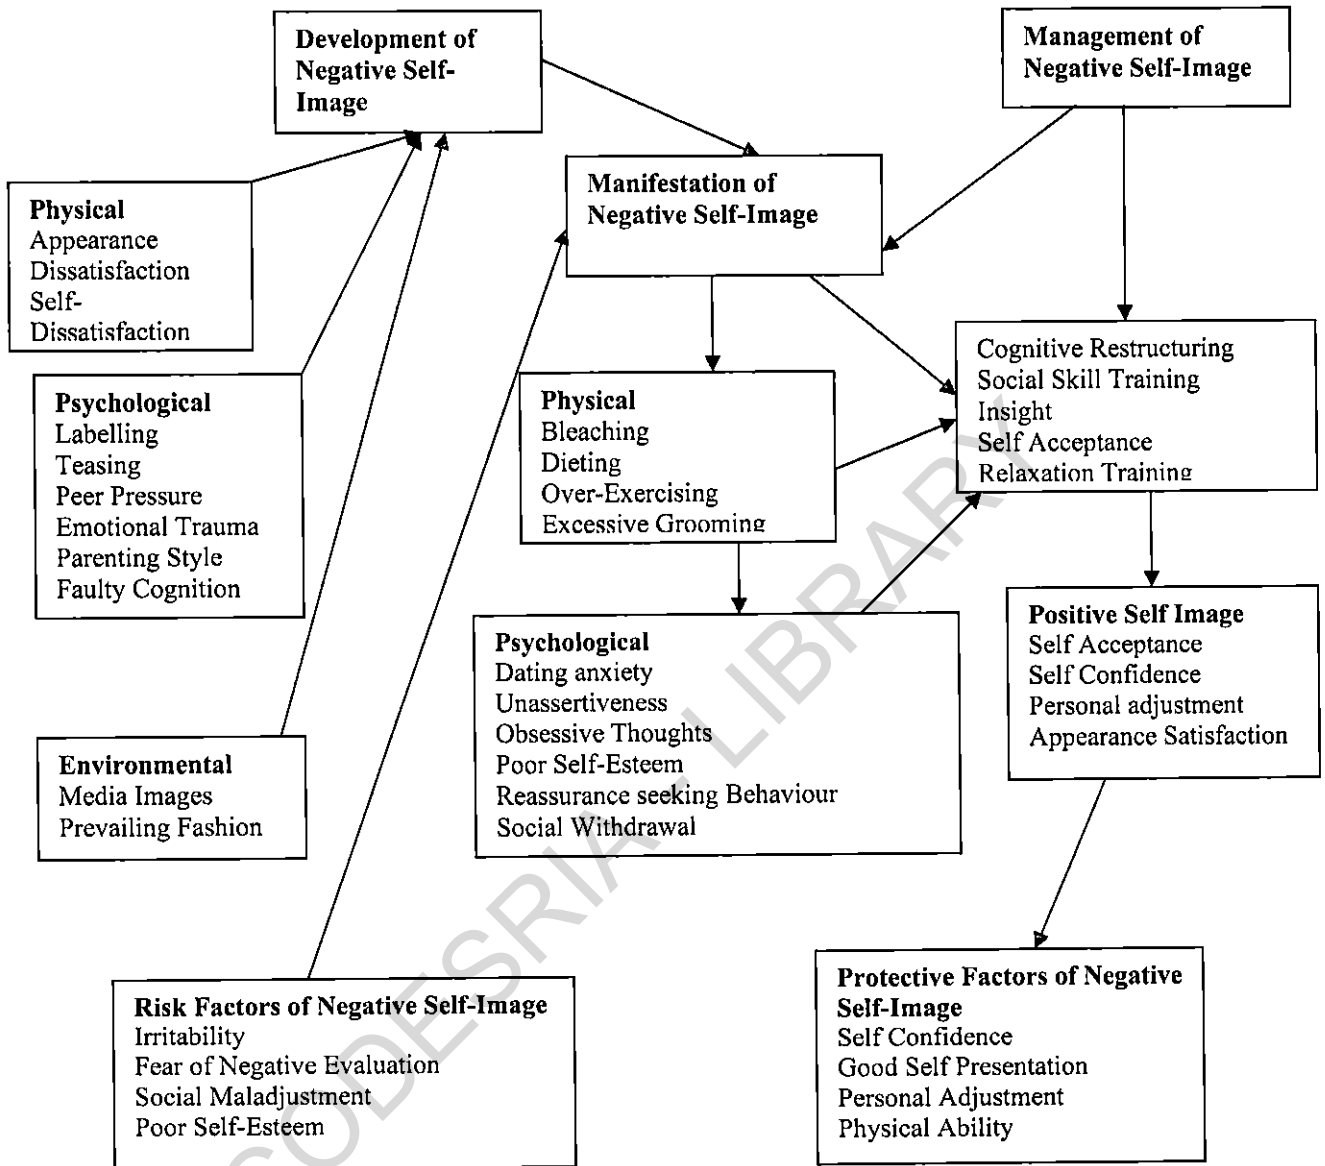 Development of
Negative Self-
Image
Management of
Negative Self-Image
Manifestation of
Negative Self-Image
Physical
Appearance
Dissatisfaction
Self-
Dissatisfaction
Psychological
Labelling
Teasing
Peer Pressure
Emotional Trauma
Parenting Style
Faulty Cognition
Environmental
Media Images
Prevailing Fashion
Physical
Bleaching
Dieting
Over-Exercising
Excessive Grooming
Cognitive Restructuring
Social Skill Training
Insight
Self Acceptance
Relaxation Training
Psychological
Dating anxiety
Unassertiveness
Obsessive Thoughts
Poor Self-Esteem
Reassurance seeking Behaviour
Social Withdrawal
Positive Self Image
Self Acceptance
Self Confidence
Personal adjustment
Appearance Satisfaction
Risk Factors of Negative Self-Image
Irritability
Fear of Negative Evaluation
Social Maladjustment
Poor Self-Esteem
Protective Factors of Negative
Self-Image
Self Confidence
Good Self Presentation
Personal Adjustment
Physical Ability
CODESRIA - LIBRARY